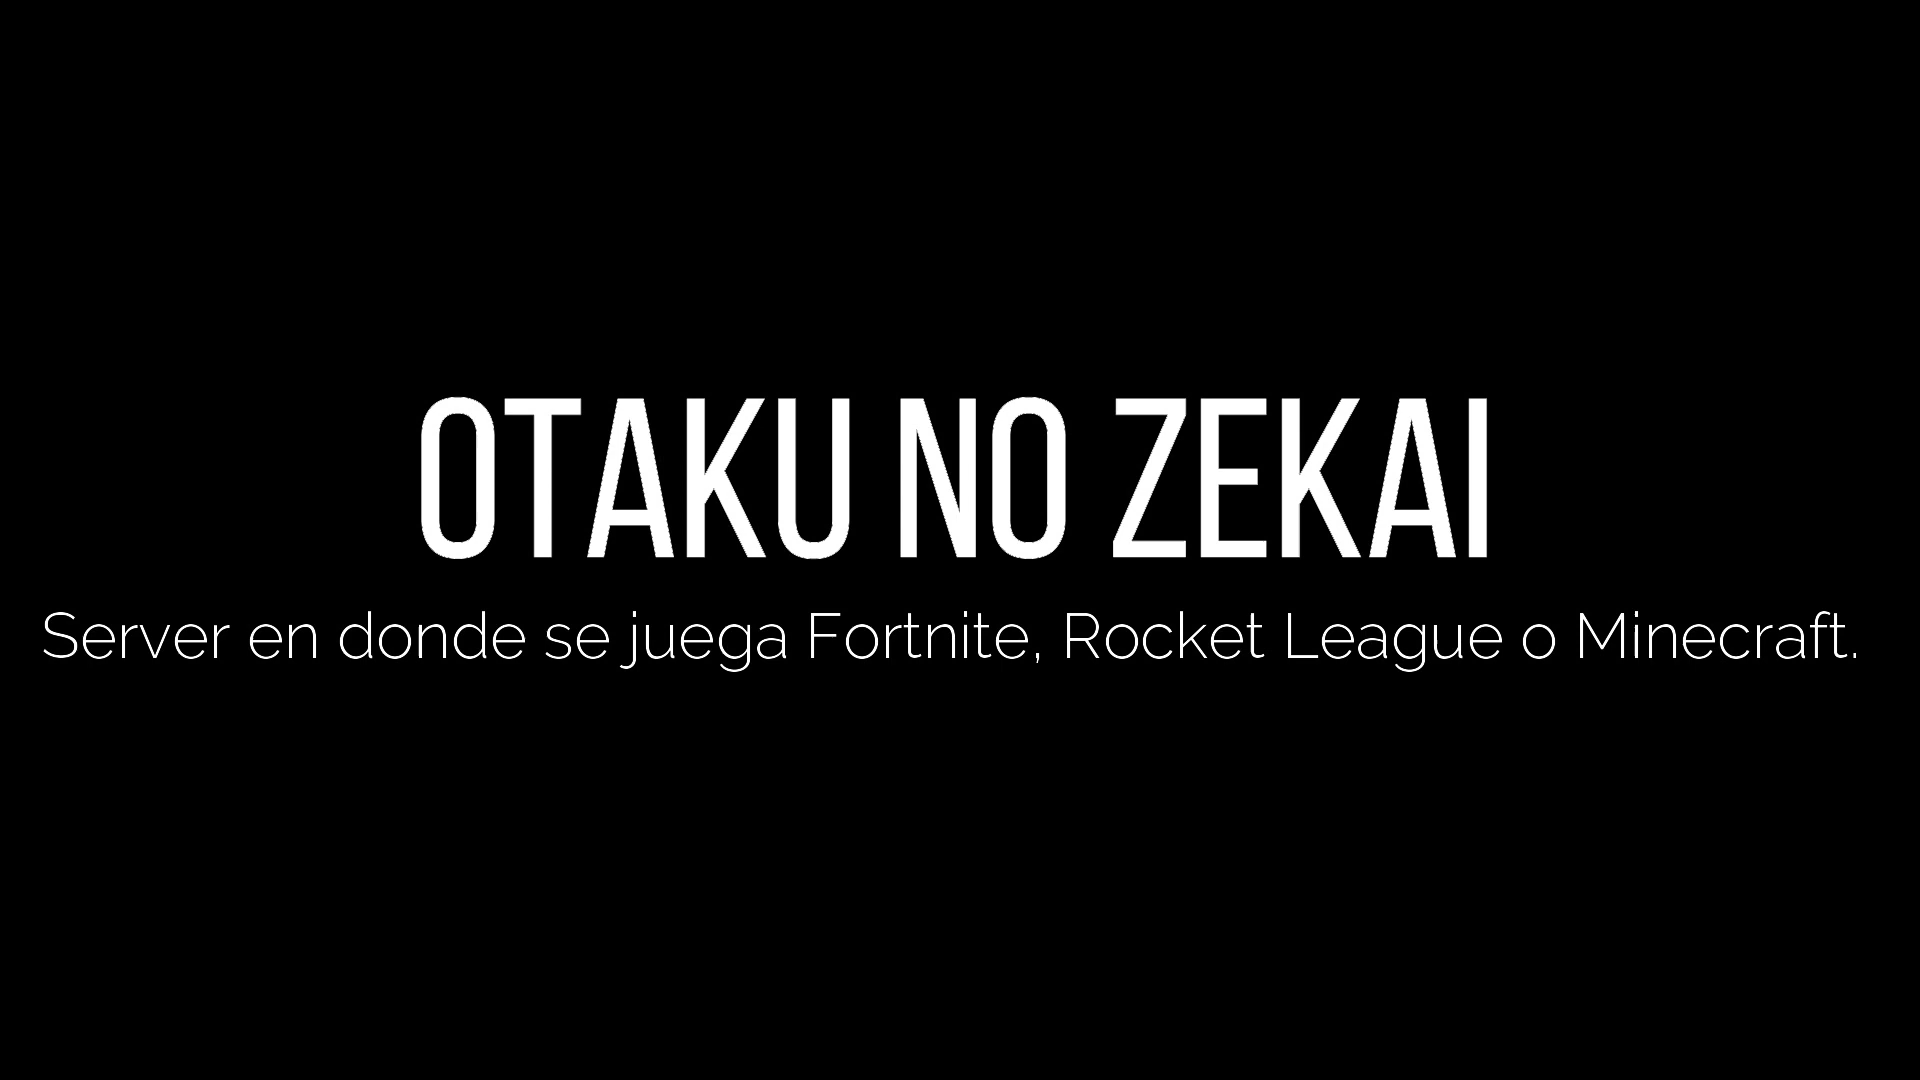 OTAKU NO ZEKAI
Server en donde se juega Fortnite, Rocket League o Minecraft.